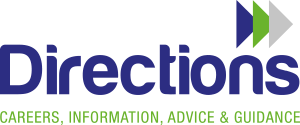 Directions
CAREERS, INFORMATION, ADVICE & GUIDANCE